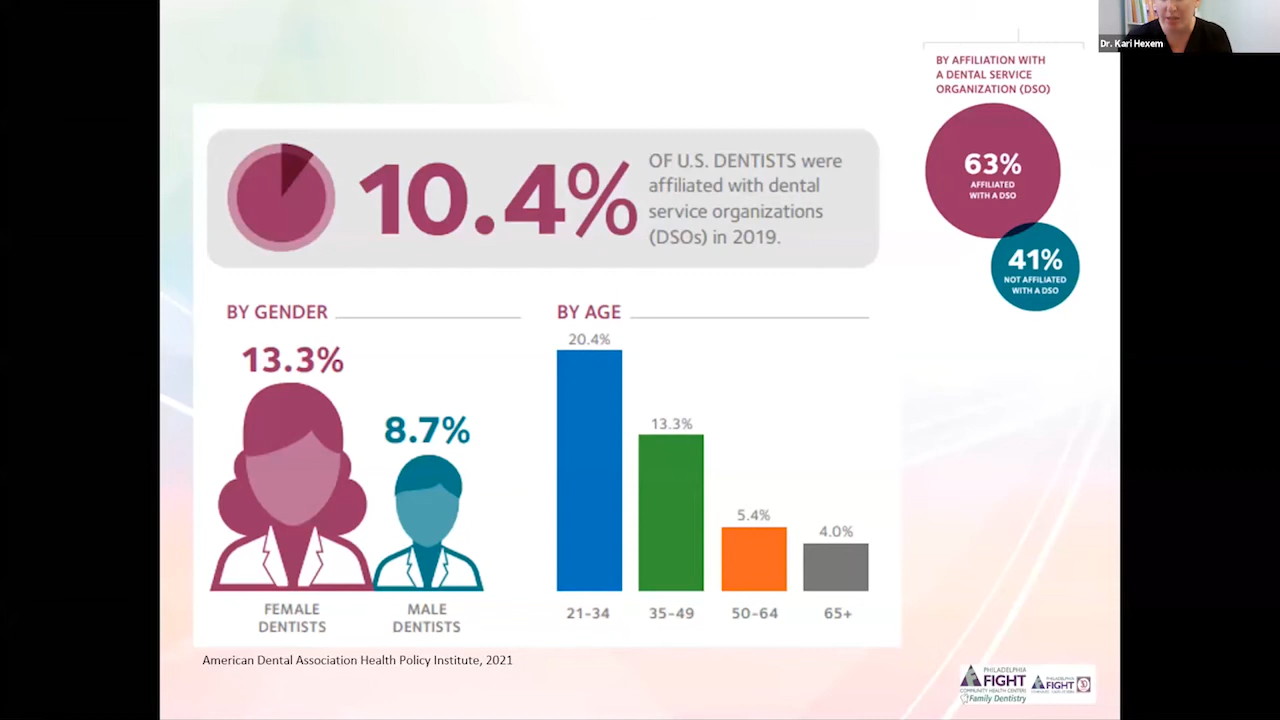 Dr. Kari Hexem
BY AFFILIATION WITH
A DENTAL SERVICE
ORGANIZATION (DSO)
63%
AFFILIATED
WITH A DSO
41%
NOT AFFILIATED
WITH A DSO
10.4%
OF U.S. DENTISTS were
affiliated with dental
service organizations
(DSOs) in 2019.
BY GENDER
13.3%
8.7%
FEMALE
DENTISTS
MALE
DENTISTS
BY AGE
20.4%
13.3%
5.4%
4.0%
21-34
35-49
50-64
65+
American Dental Association Health Policy Institute, 2021
PHILADELPHIA
FIGHT
COMMUNITY HEALTH CENTERS
Family Dentistry
PHILADELPHIA
FIGHT